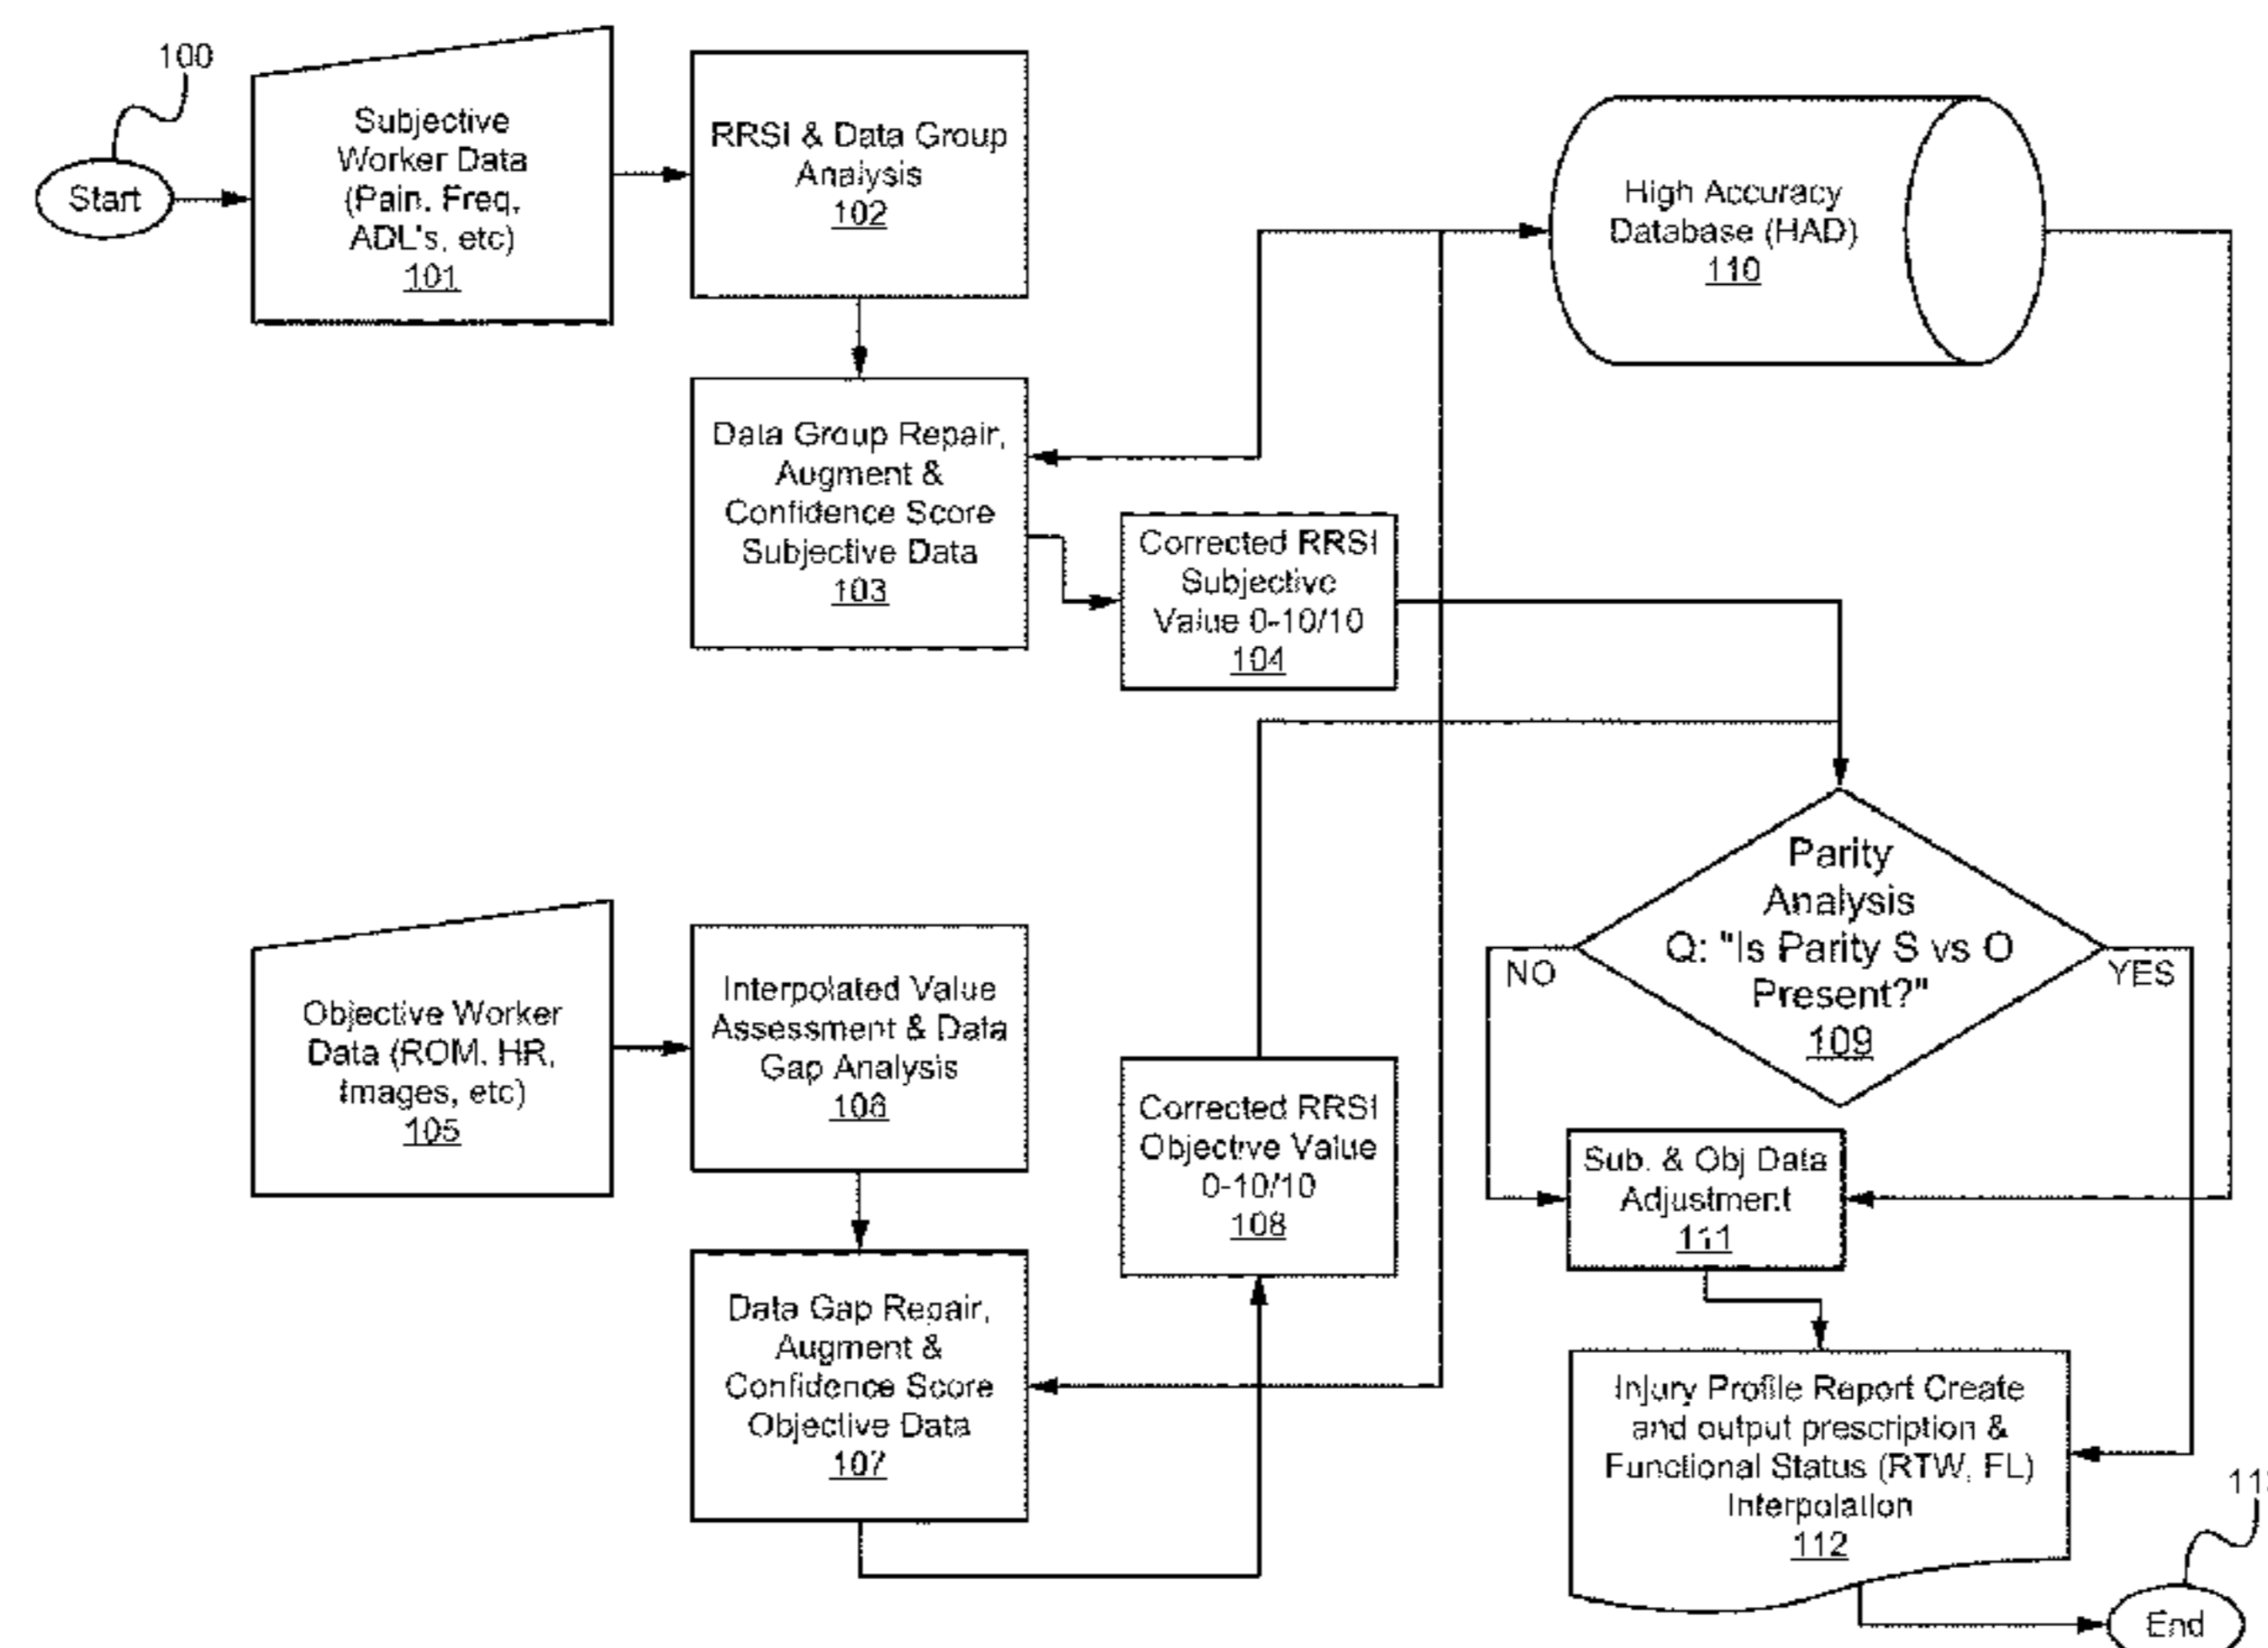 100
Start
Subjective
Worker Data
(Pain, Freq,
ADL's, etc)
101
RRSI & Data Group
Analysis
102
High Accuracy
Database (HAD)
110
Data Group Repair,
Augment &
Confidence Score
Subjective Data
103
Corrected RRSI
Subjective
Value 0-10/10
104
Parity
Analysis
Q: "Is Parity S vs O
Present?"
109
NO
YES
Objective Worker
Data (ROM, HR,
Images, etc)
105
Interpolated Value
Assessment & Data
Gap Analysis
106
Corrected RRSI
Objective Value
0-10/10
108
Sub. & Obj Data
Adjustment
111
Data Gap Repair,
Augment &
Confidence Score
Objective Data
107
Injury Profile Report Create
and output prescription &
Functional Status (RTW, FL)
Interpolation
112
End